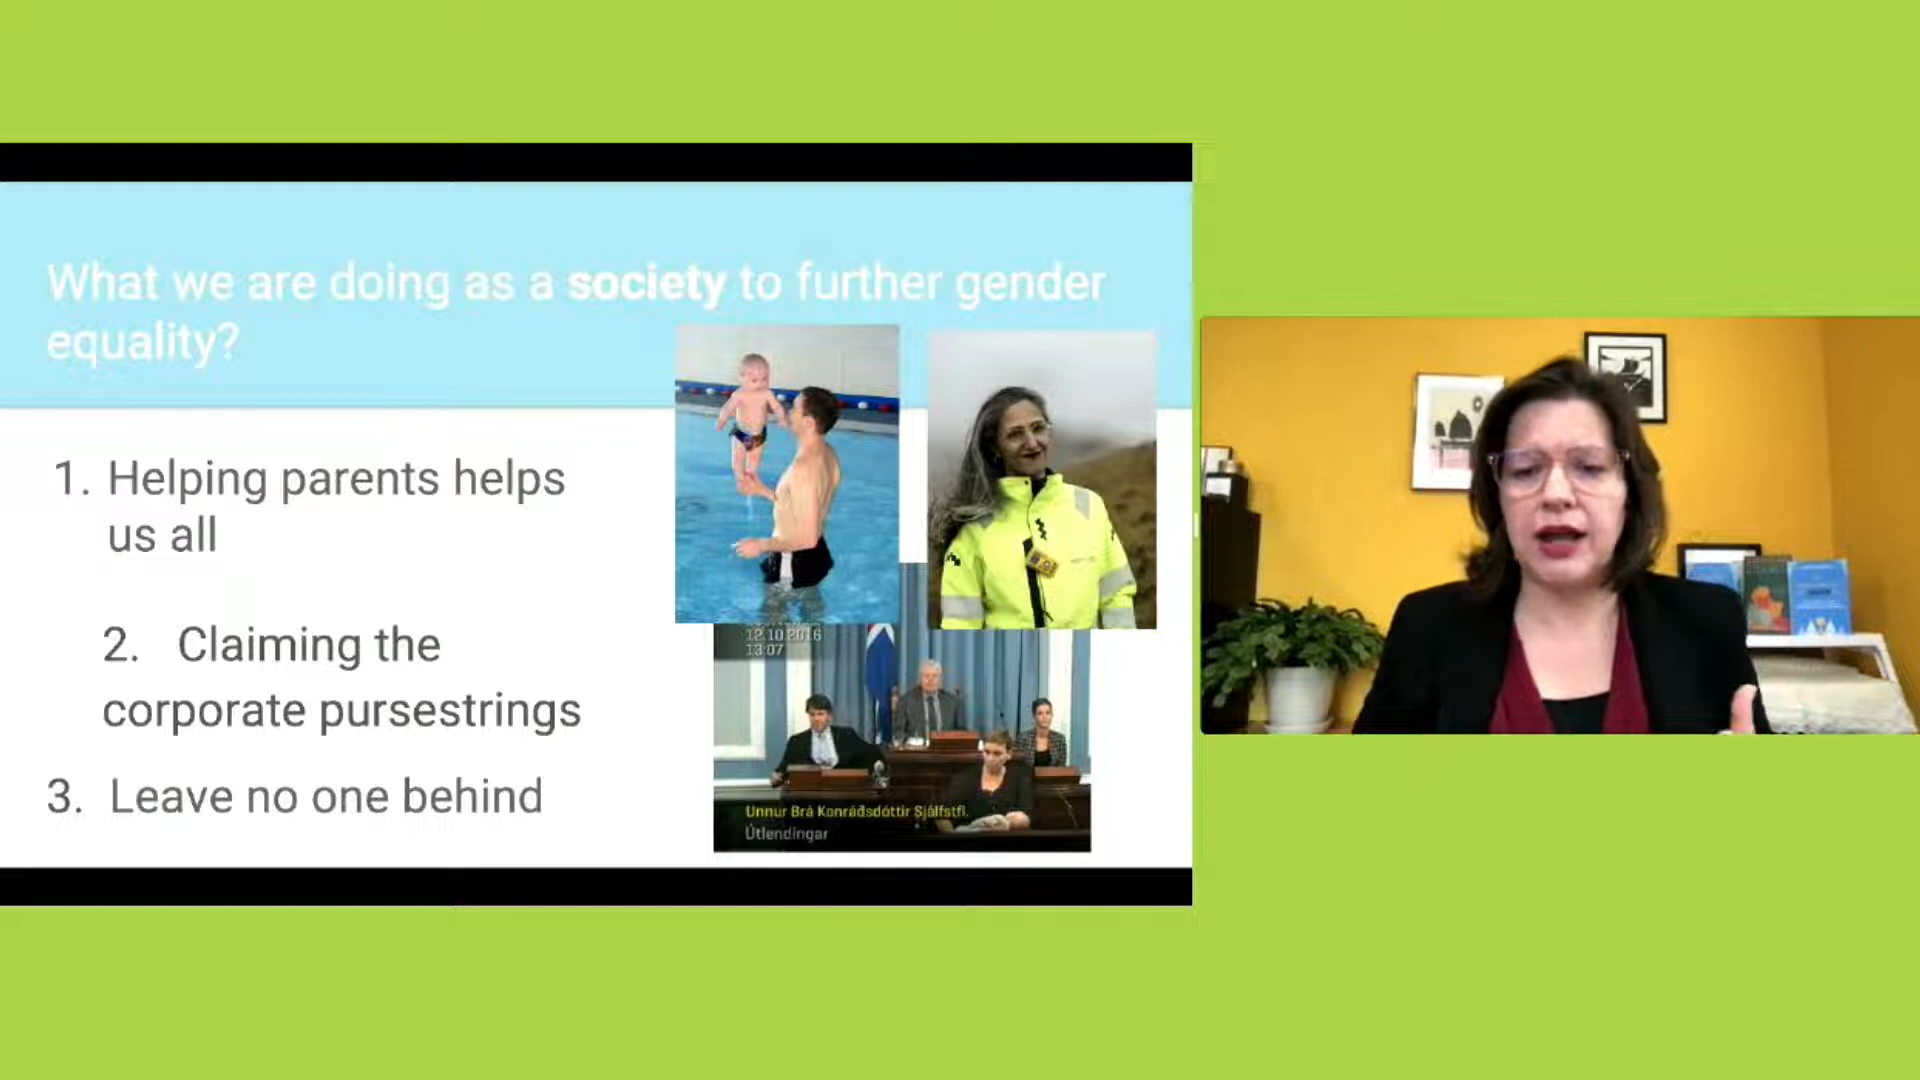 What we are doing as a society to further gender
equality?
1. Helping parents helps
us all
2. Claiming the
corporate pursestrings
3. Leave no one behind
12.10.2016
13:07
Unnur Brá Konráðsdóttir Sjálfstfl.
Útlendingar